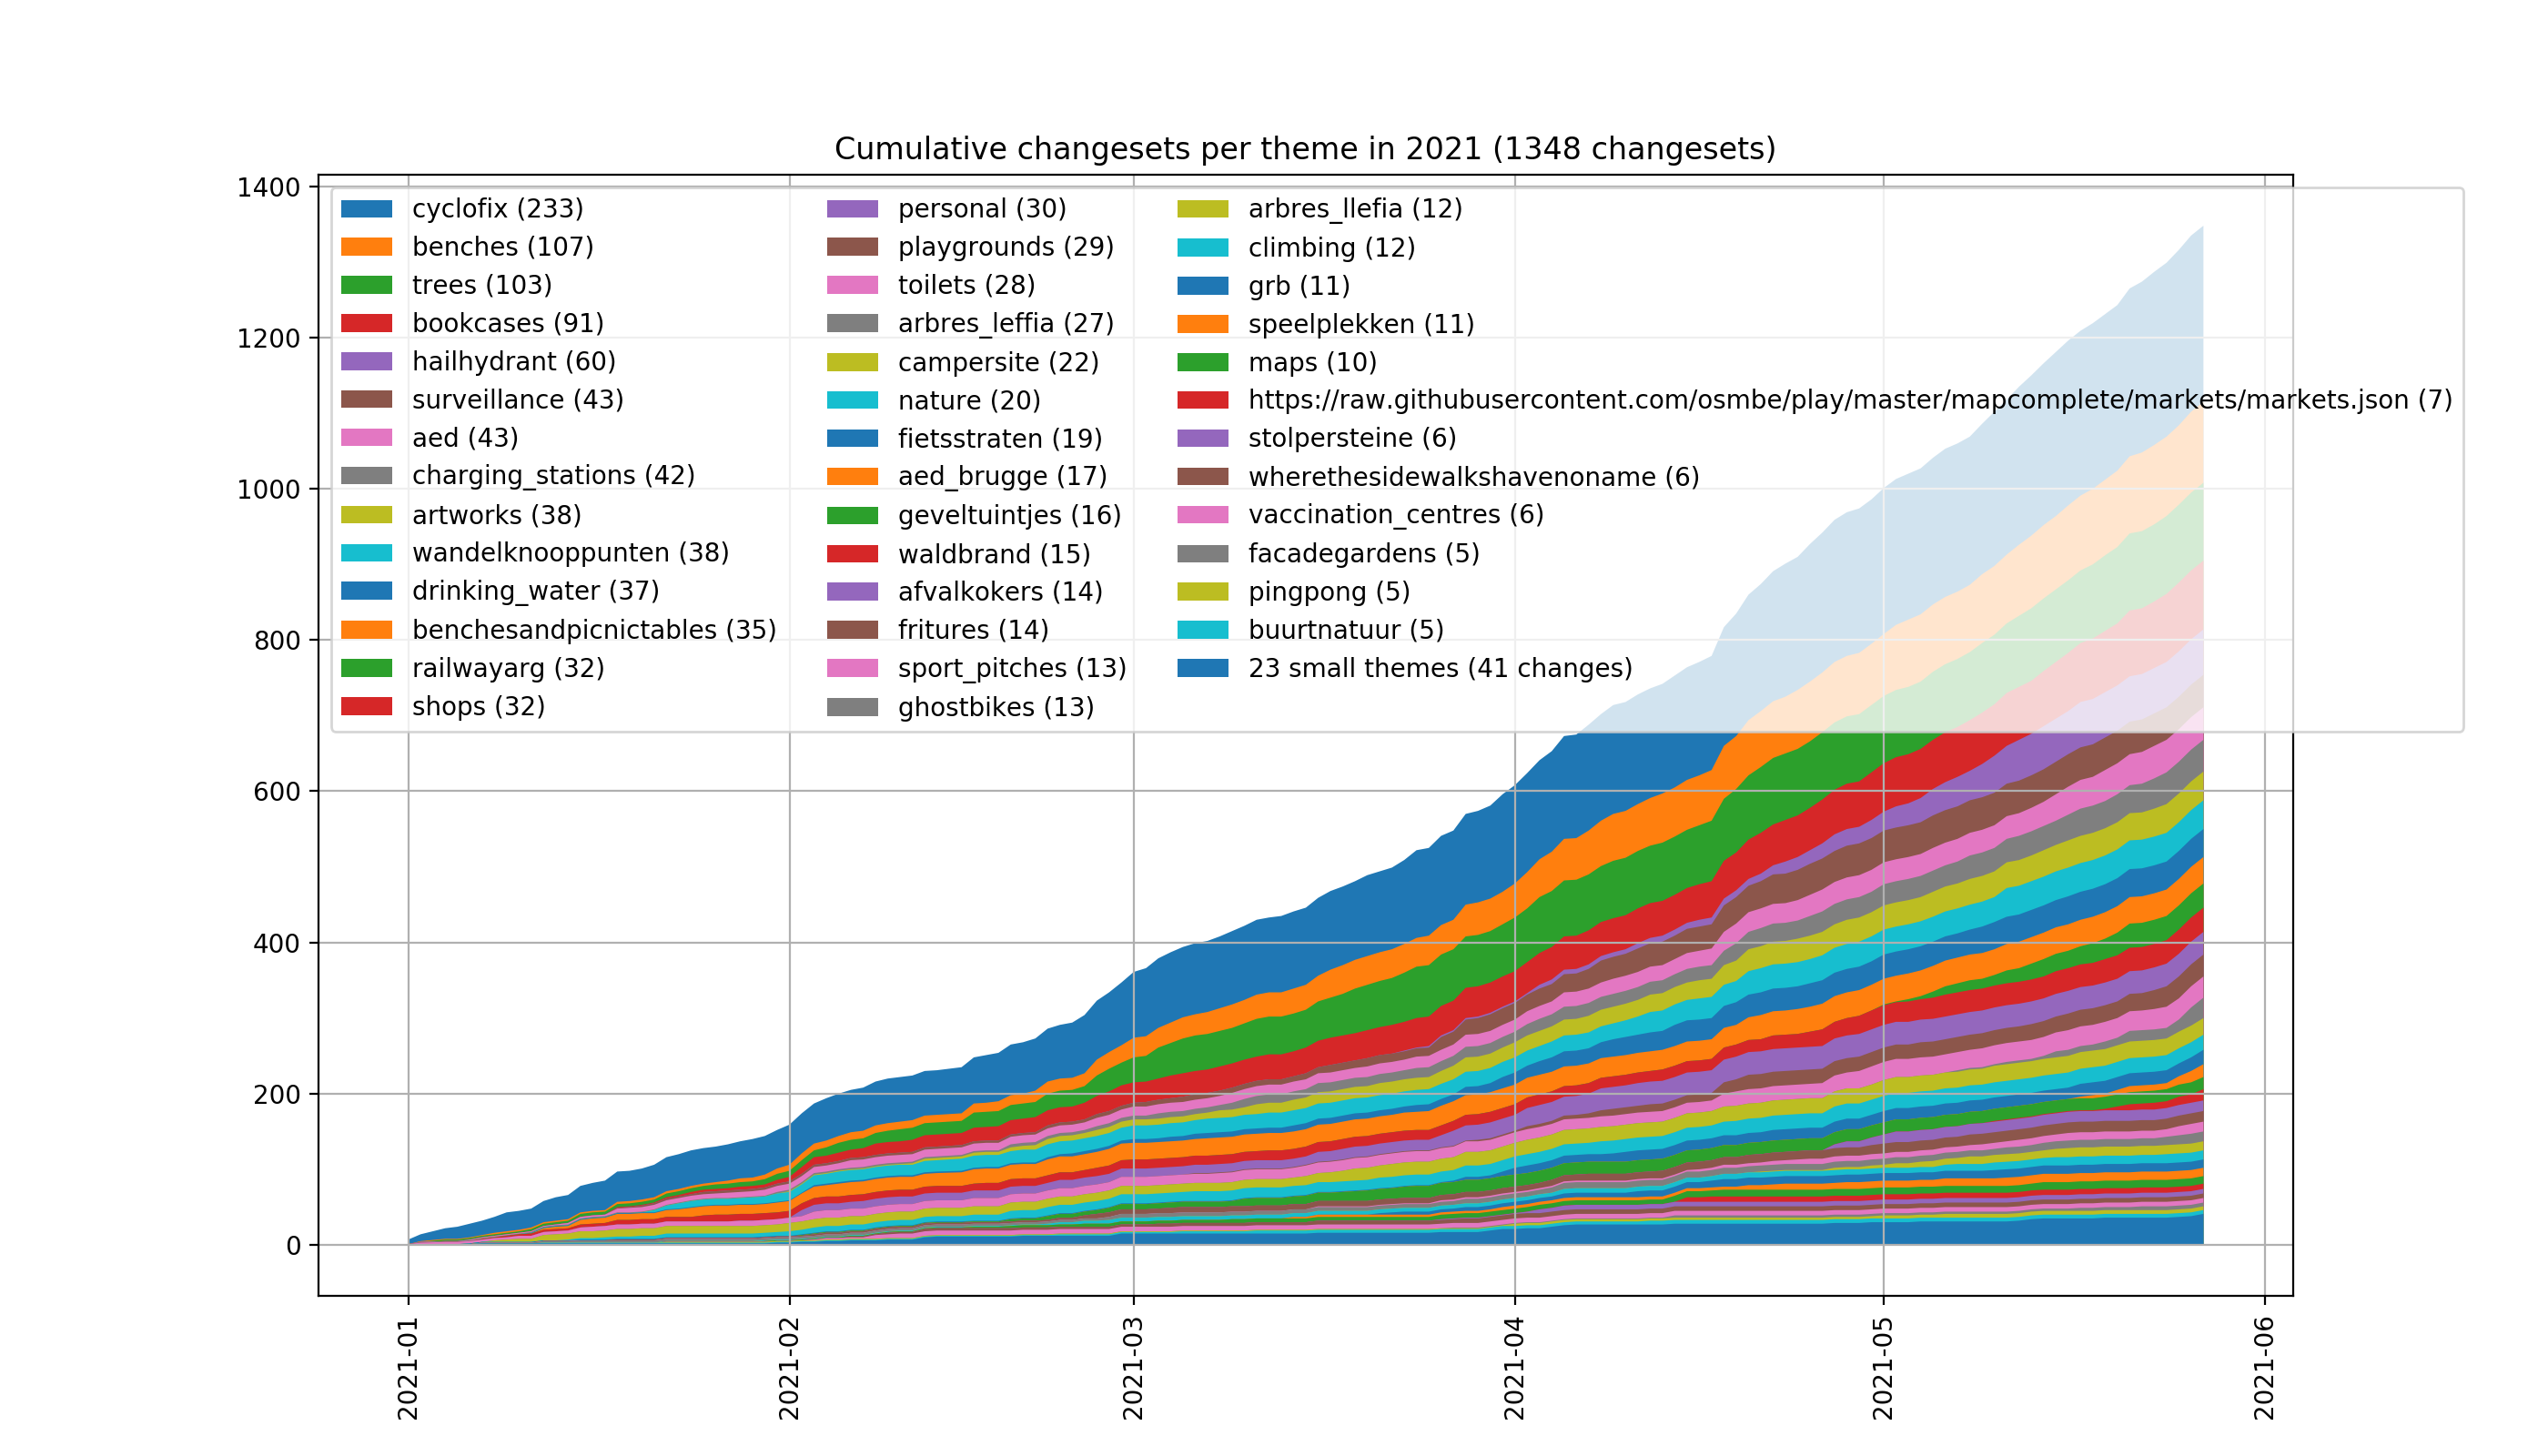 Cumulative changesets per theme in 2021 (1348 changesets)
1400
1200
1000
800
600
400
200
0
cyclofix (233)
benches (107)
trees (103)
bookcases (91)
hailhydrant (60)
surveillance (43)
aed (43)
charging_stations (42)
artworks (38)
wandelknooppunten (38)
drinking_water (37)
benchesandpicnictables (35)
railwayarg (32)
shops (32)
personal (30)
playgrounds (29)
toilets (28)
arbres_leffia (27)
campersite (22)
nature (20)
fietsstraten (19)
aed_brugge (17)
geveltuintjes (16)
waldbrand (15)
afvalkokers (14)
fritures (14)
sport_pitches (13)
ghostbikes (13)
arbres_llefia (12)
climbing (12)
grb (11)
speelplekken (11)
maps (10)
https://raw.githubusercontent.com/osmbe/play/master/mapcomplete/markets/markets.json (7)
stolpersteine (6)
wherethesidewalkshavenoname (6)
vaccination_centres (6)
facadegardens (5)
pingpong (5)
buurtnatuur (5)
23 small themes (41 changes)
2021-01
2021-02
2021-03
2021-04
2021-05
2021-06